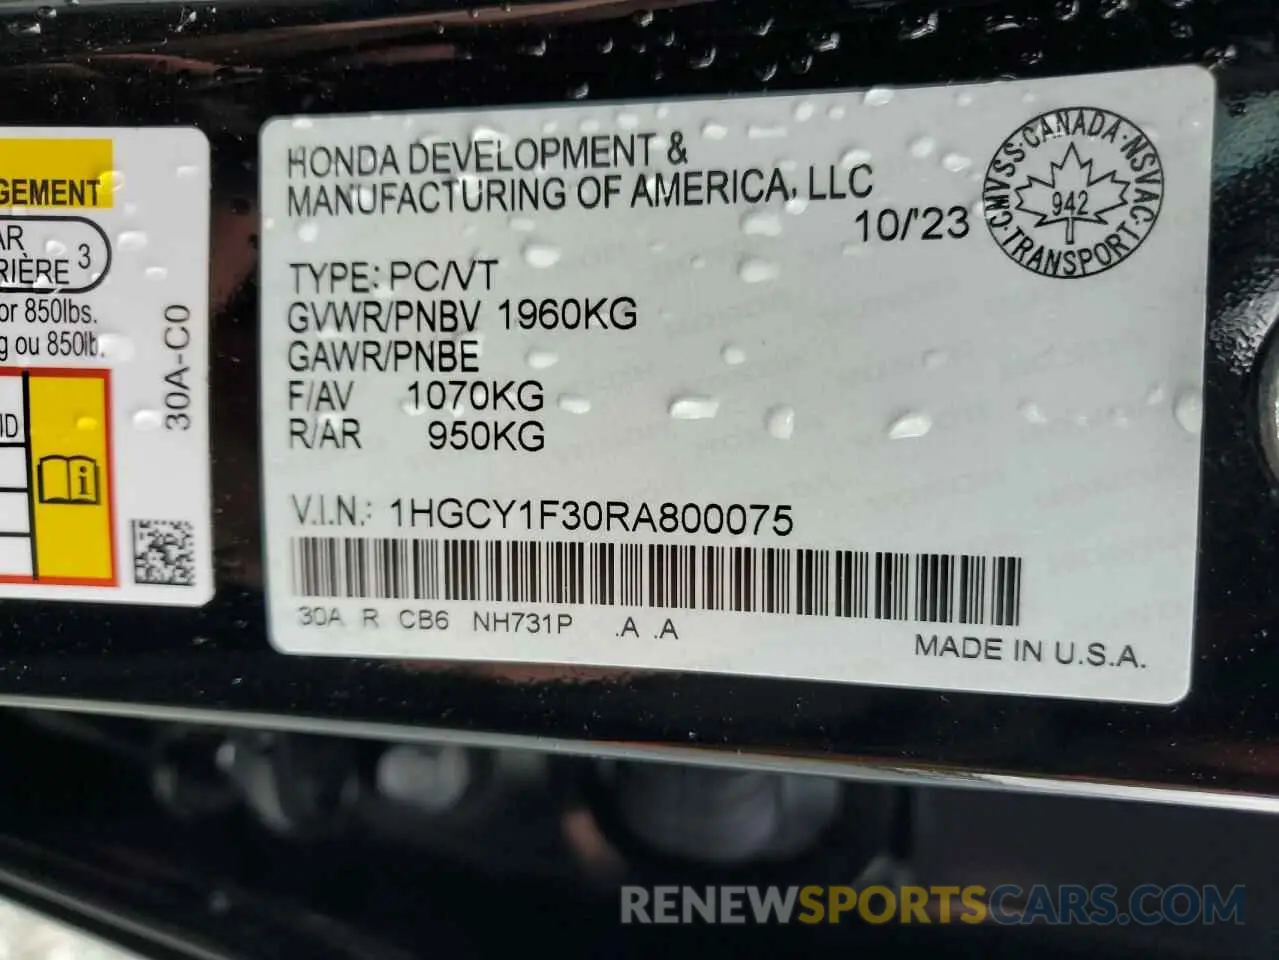 GEMENT
AR
RIÈRE 3
or 850lbs.
g ou 850lb.
ID
30A-C0
HONDA DEVELOPMENT &
MANUFACTURING OF AMERICA, LLC
10/'23
CMVSS·CANADA·NSVAC·TRANSPORT·
942
TYPE: PC/VT
GVWR/PNBV 1960KG
GAWR/PNBE
F/AV 1070KG
R/AR 950KG
V.I.N.: 1HGCY1F30RA800075
30A R CB6 NH731P .A .A
MADE IN U.S.A.
RENEWSPORTSCARS.COM